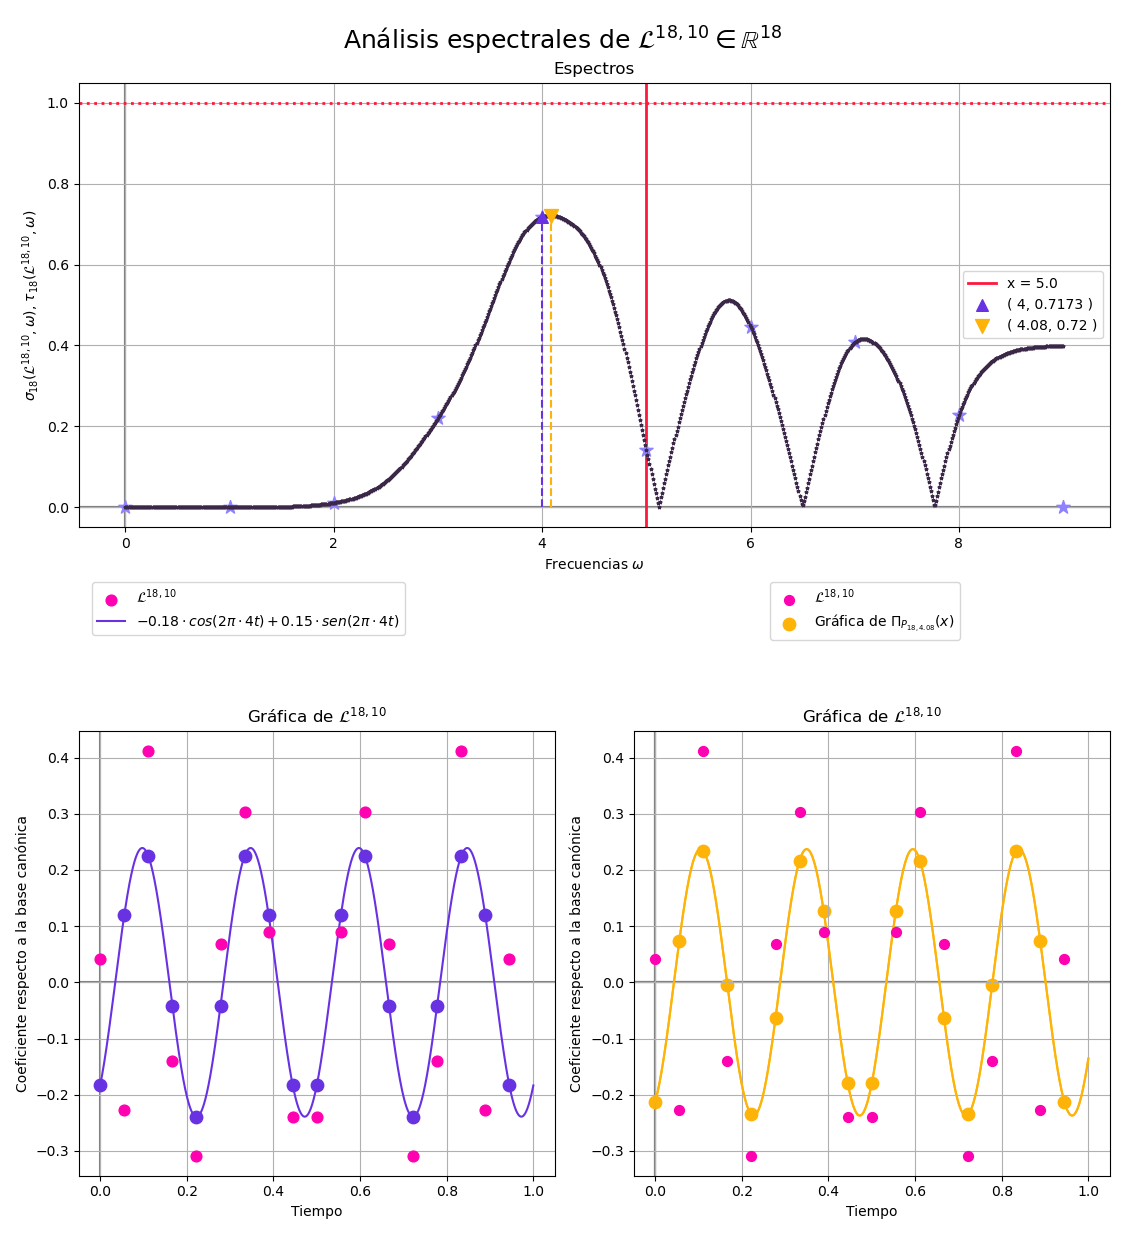 Análisis espectrales de ℒ^{18,10} ∈ ℝ^{18}
Espectros
1.0
0.8
0.6
0.4
0.2
0.0
σ_{18}(ℒ^{18,10}, ω), τ_{18}(ℒ^{18,10}, ω)
x = 5.0
( 4, 0.7173 )
( 4.08, 0.72 )
0 2 4 6 8
Frecuencias ω
ℒ^{18,10}
−0.18 · cos(2π · 4t) + 0.15 · sen(2π · 4t)
ℒ^{18,10}
Gráfica de Π_{P_{18,4.08}}(x)
Gráfica de ℒ^{18,10}
0.4
0.3
0.2
0.1
0.0
−0.1
−0.2
−0.3
Coeficiente respecto a la base canónica
0.0 0.2 0.4 0.6 0.8 1.0
Tiempo
Gráfica de ℒ^{18,10}
0.4
0.3
0.2
0.1
0.0
−0.1
−0.2
−0.3
Coeficiente respecto a la base canónica
0.0 0.2 0.4 0.6 0.8 1.0
Tiempo